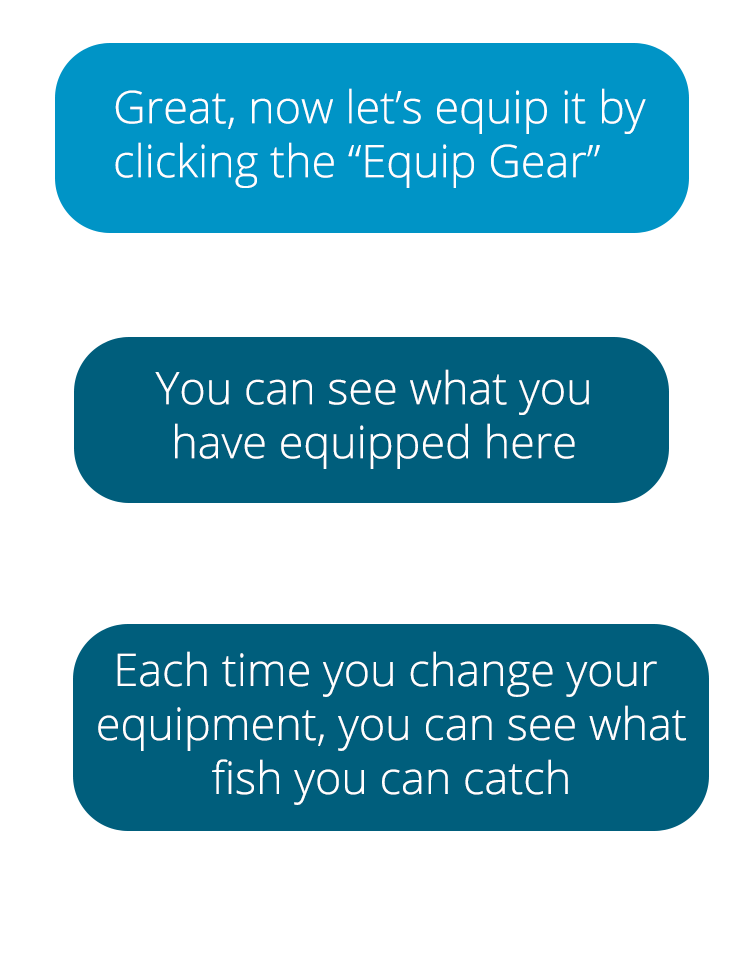 Great, now let’s equip it by
clicking the “Equip Gear”
You can see what you
have equipped here
Each time you change your
equipment, you can see what
fish you can catch